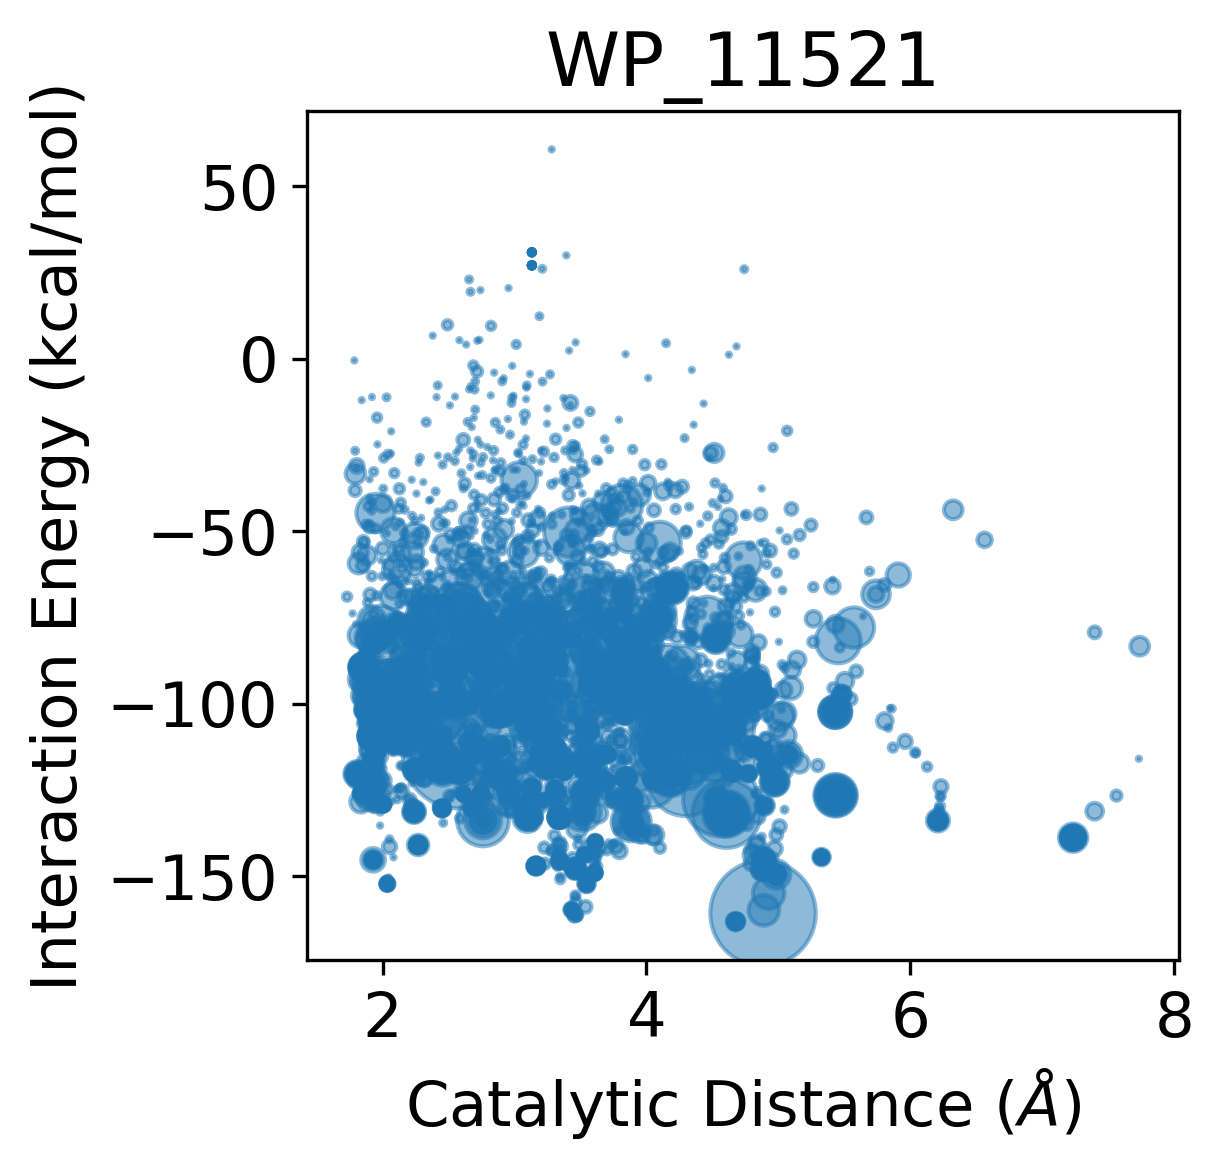 WP_11521
Interaction Energy (kcal/mol)
50
0
−50
−100
−150
2 4 6 8
Catalytic Distance (Å)